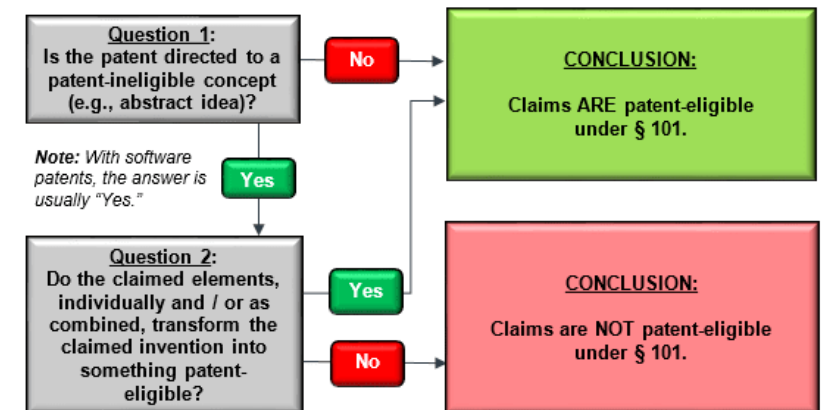 Question 1:
Is the patent directed to a
patent-ineligible concept
(e.g., abstract idea)?
No
CONCLUSION:
Claims ARE patent-eligible
under § 101.
Note: With software
patents, the answer is
usually “Yes.”
Yes
Question 2:
Do the claimed elements,
individually and / or as
combined, transform the
claimed invention into
something patent-
eligible?
Yes
No
CONCLUSION:
Claims are NOT patent-eligible
under § 101.